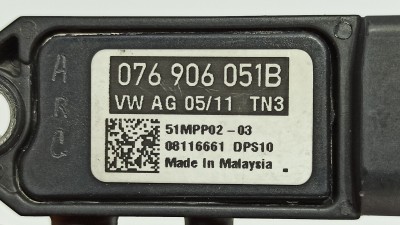 076 906 051B
VW AG 05/11 TN3
51MPP02-03
08116661 DPS10
Made In Malaysia
A
R